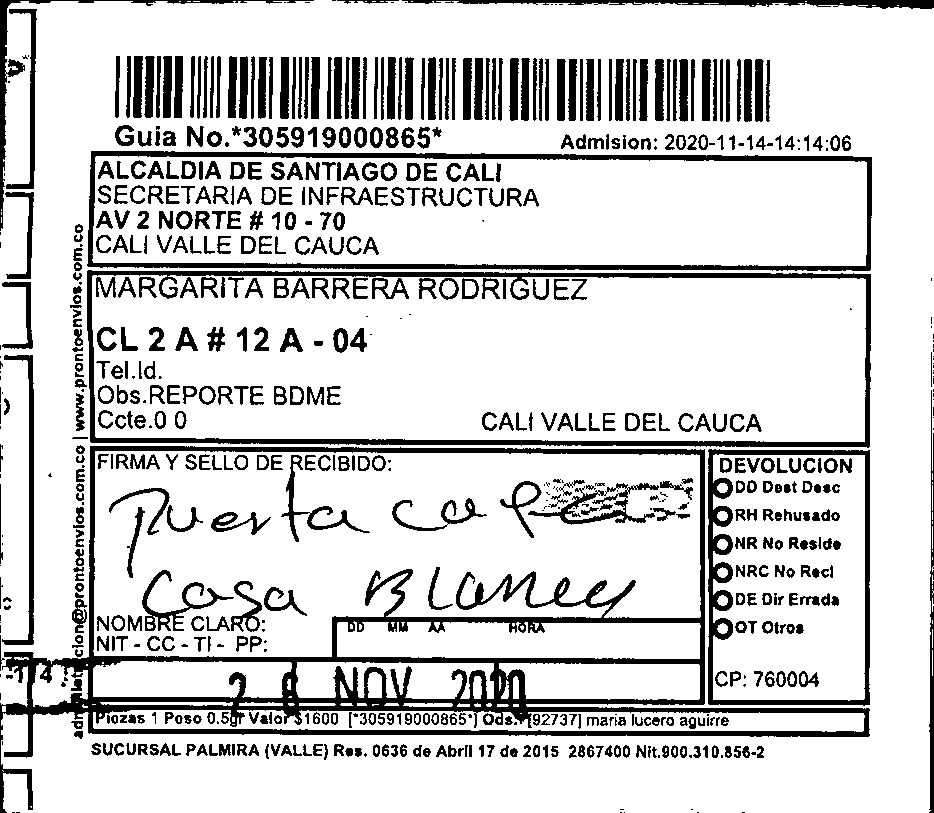 Guia No.*305919000865*
Admision: 2020-11-14-14:14:06
ALCALDIA DE SANTIAGO DE CALI
SECRETARIA DE INFRAESTRUCTURA
AV 2 NORTE # 10 - 70
CALI VALLE DEL CAUCA
MARGARITA BARRERA RODRIGUEZ
CL 2 A # 12 A - 04
Tel.Id.
Obs.REPORTE BDME
Ccte.0 0
CALI VALLE DEL CAUCA
@prontoenvios.com.co | www.prontoenvios.com.co
FIRMA Y SELLO DE RECIBIDO:
Puerta cafe
Casa Blanca
NOMBRE CLARO:
NIT - CC - TI - PP:
DD MM AA HORA
DEVOLUCION
DD Dest Desc
RH Rehusado
NR No Reside
NRC No Recl
DE Dir Errada
OT Otros
CP: 760004
NOV 2020
Piezas 1 Peso 0.5gr Valor $1600 [*305919000865*] Ods.: [92737] maria lucero aguirre
SUCURSAL PALMIRA (VALLE) Res. 0636 de Abril 17 de 2015 2867400 Nit.900.310.856-2